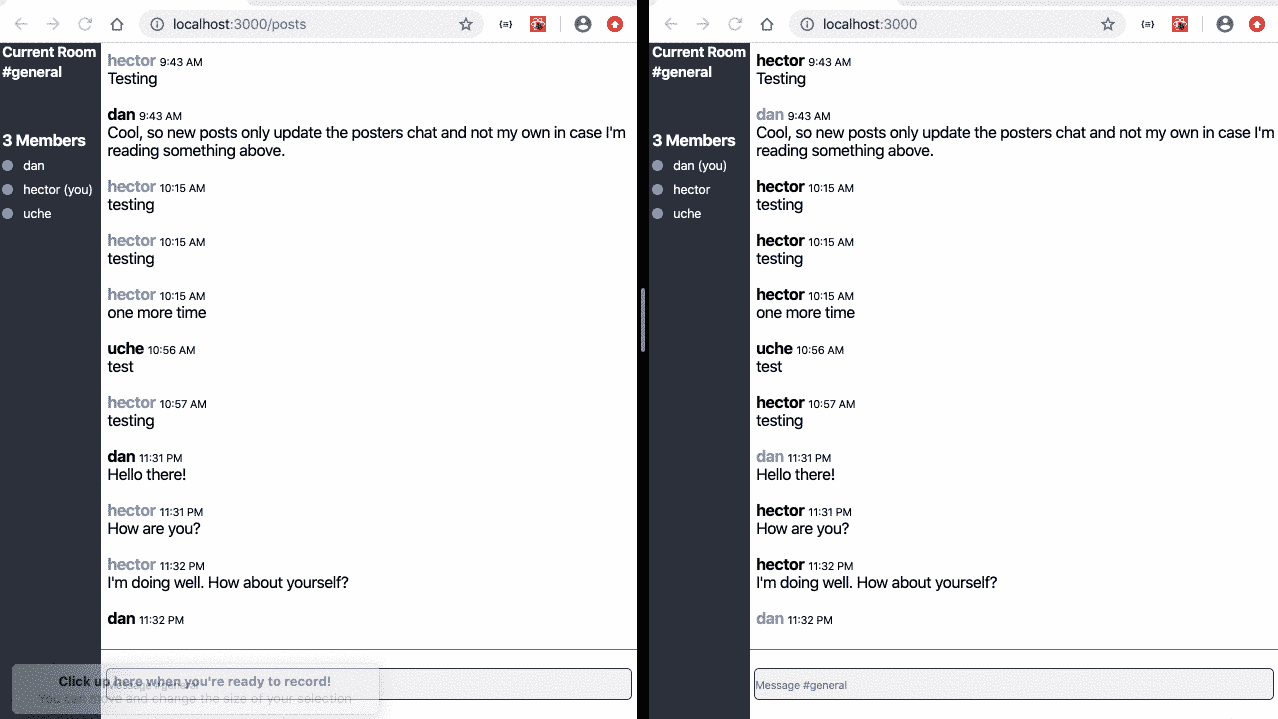 localhost:3000/posts
Current Room
#general
3 Members
dan
hector (you)
uche
hector 9:43 AM
Testing
dan 9:43 AM
Cool, so new posts only update the posters chat and not my own in case I'm
reading something above.
hector 10:15 AM
testing
hector 10:15 AM
testing
hector 10:15 AM
one more time
uche 10:56 AM
test
hector 10:57 AM
testing
dan 11:31 PM
Hello there!
hector 11:31 PM
How are you?
hector 11:32 PM
I'm doing well. How about yourself?
dan 11:32 PM
Message #general
Click up here when you're ready to record!
You can move and change the size of your selection
localhost:3000
Current Room
#general
3 Members
dan (you)
hector
uche
hector 9:43 AM
Testing
dan 9:43 AM
Cool, so new posts only update the posters chat and not my own in case I'm
reading something above.
hector 10:15 AM
testing
hector 10:15 AM
testing
hector 10:15 AM
one more time
uche 10:56 AM
test
hector 10:57 AM
testing
dan 11:31 PM
Hello there!
hector 11:31 PM
How are you?
hector 11:32 PM
I'm doing well. How about yourself?
dan 11:32 PM
Message #general